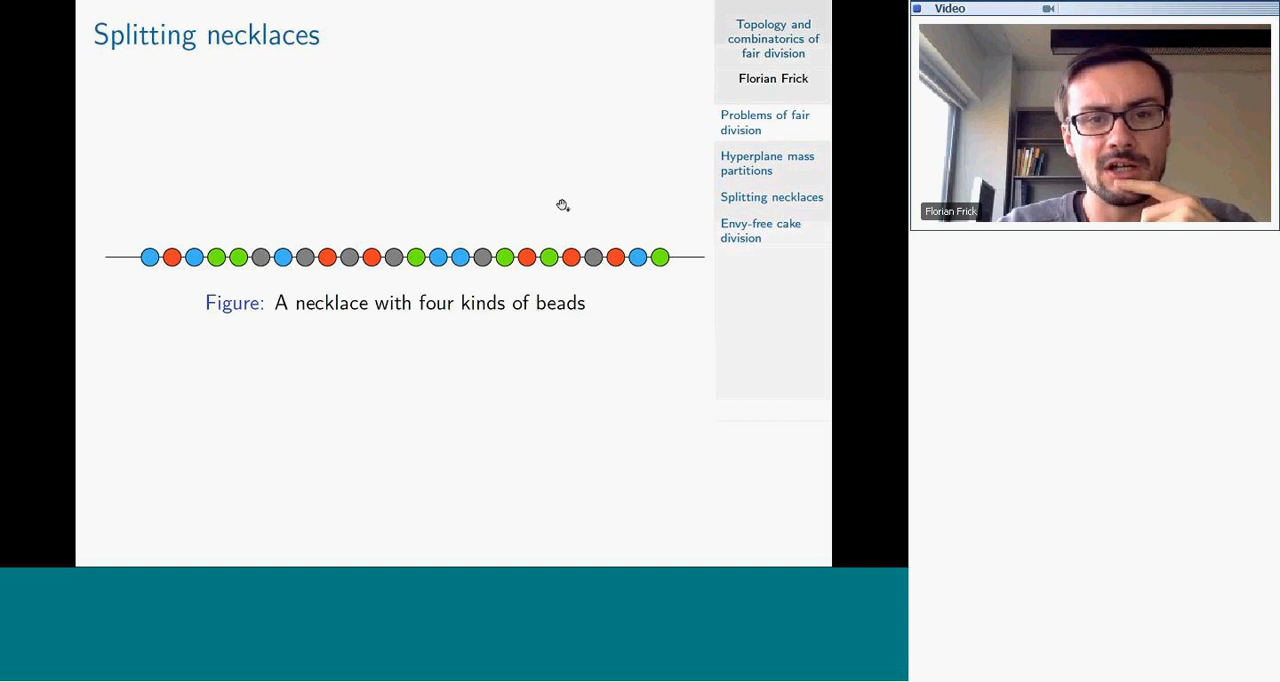 Splitting necklaces
Figure: A necklace with four kinds of beads
Topology and
combinatorics of
fair division
Florian Frick
Problems of fair
division
Hyperplane mass
partitions
Splitting necklaces
Envy-free cake
division
Video
Florian Frick